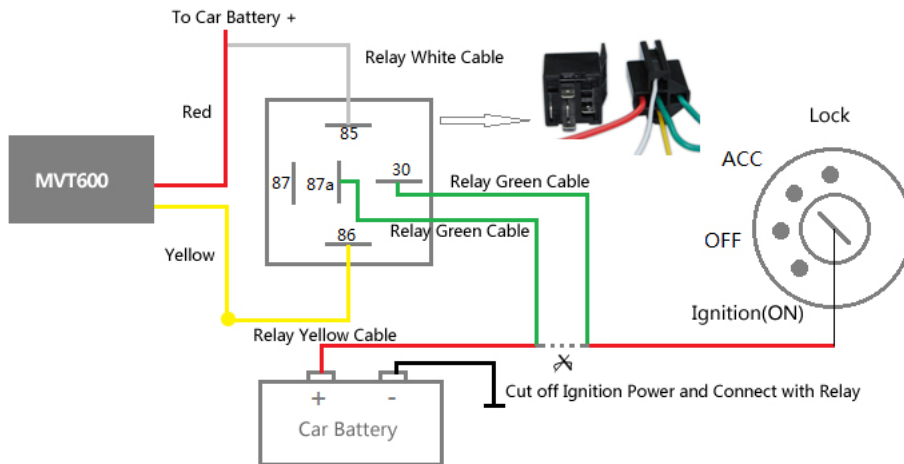 To Car Battery +
Relay White Cable
Red
85
Lock
MVT600
87
87a
30
ACC
Relay Green Cable
Relay Green Cable
86
OFF
Yellow
Ignition(ON)
Relay Yellow Cable
Cut off Ignition Power and Connect with Relay
+ -
Car Battery